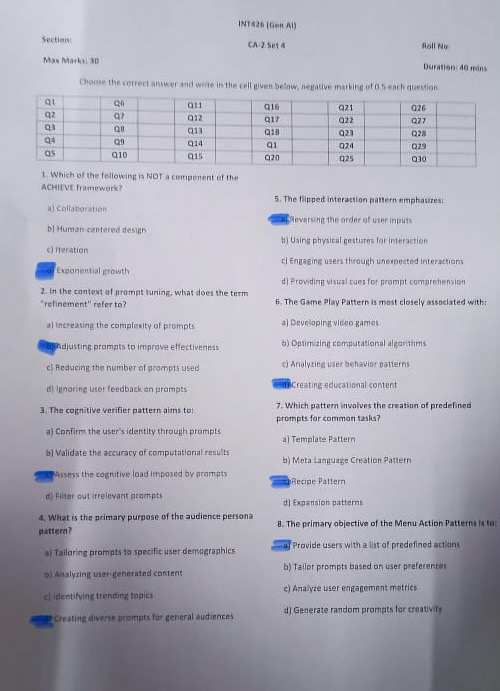 INT426 (Gen AI)
Section:
CA-2 Set 4
Roll No:
Max Marks: 30
Duration: 40 mins
Choose the correct answer and write in the cell given below, negative marking of 0.5 each question
Q1 Q6 Q11 Q16 Q21 Q26
Q2 Q7 Q12 Q17 Q22 Q27
Q3 Q8 Q13 Q18 Q23 Q28
Q4 Q9 Q14 Q1 Q24 Q29
Q5 Q10 Q15 Q20 Q25 Q30
1. Which of the following is NOT a component of the
ACHIEVE framework?
a) Collaboration
b) Human-centered design
c) Iteration
d) Exponential growth
2. In the context of prompt tuning, what does the term
"refinement" refer to?
a) Increasing the complexity of prompts
b) Adjusting prompts to improve effectiveness
c) Reducing the number of prompts used
d) Ignoring user feedback on prompts
3. The cognitive verifier pattern aims to:
a) Confirm the user's identity through prompts
b) Validate the accuracy of computational results
c) Assess the cognitive load imposed by prompts
d) Filter out irrelevant prompts
4. What is the primary purpose of the audience persona
pattern?
a) Tailoring prompts to specific user demographics
b) Analyzing user-generated content
c) Identifying trending topics
Creating diverse prompts for general audiences
5. The flipped interaction pattern emphasizes:
a) Reversing the order of user inputs
b) Using physical gestures for interaction
c) Engaging users through unexpected interactions
d) Providing visual cues for prompt comprehension
6. The Game Play Pattern is most closely associated with:
a) Developing video games
b) Optimizing computational algorithms
c) Analyzing user behavior patterns
d) Creating educational content
7. Which pattern involves the creation of predefined
prompts for common tasks?
a) Template Pattern
b) Meta Language Creation Pattern
c) Recipe Pattern
d) Expansion patterns
8. The primary objective of the Menu Action Patterns is to:
a) Provide users with a list of predefined actions
b) Tailor prompts based on user preferences
c) Analyze user engagement metrics
d) Generate random prompts for creativity